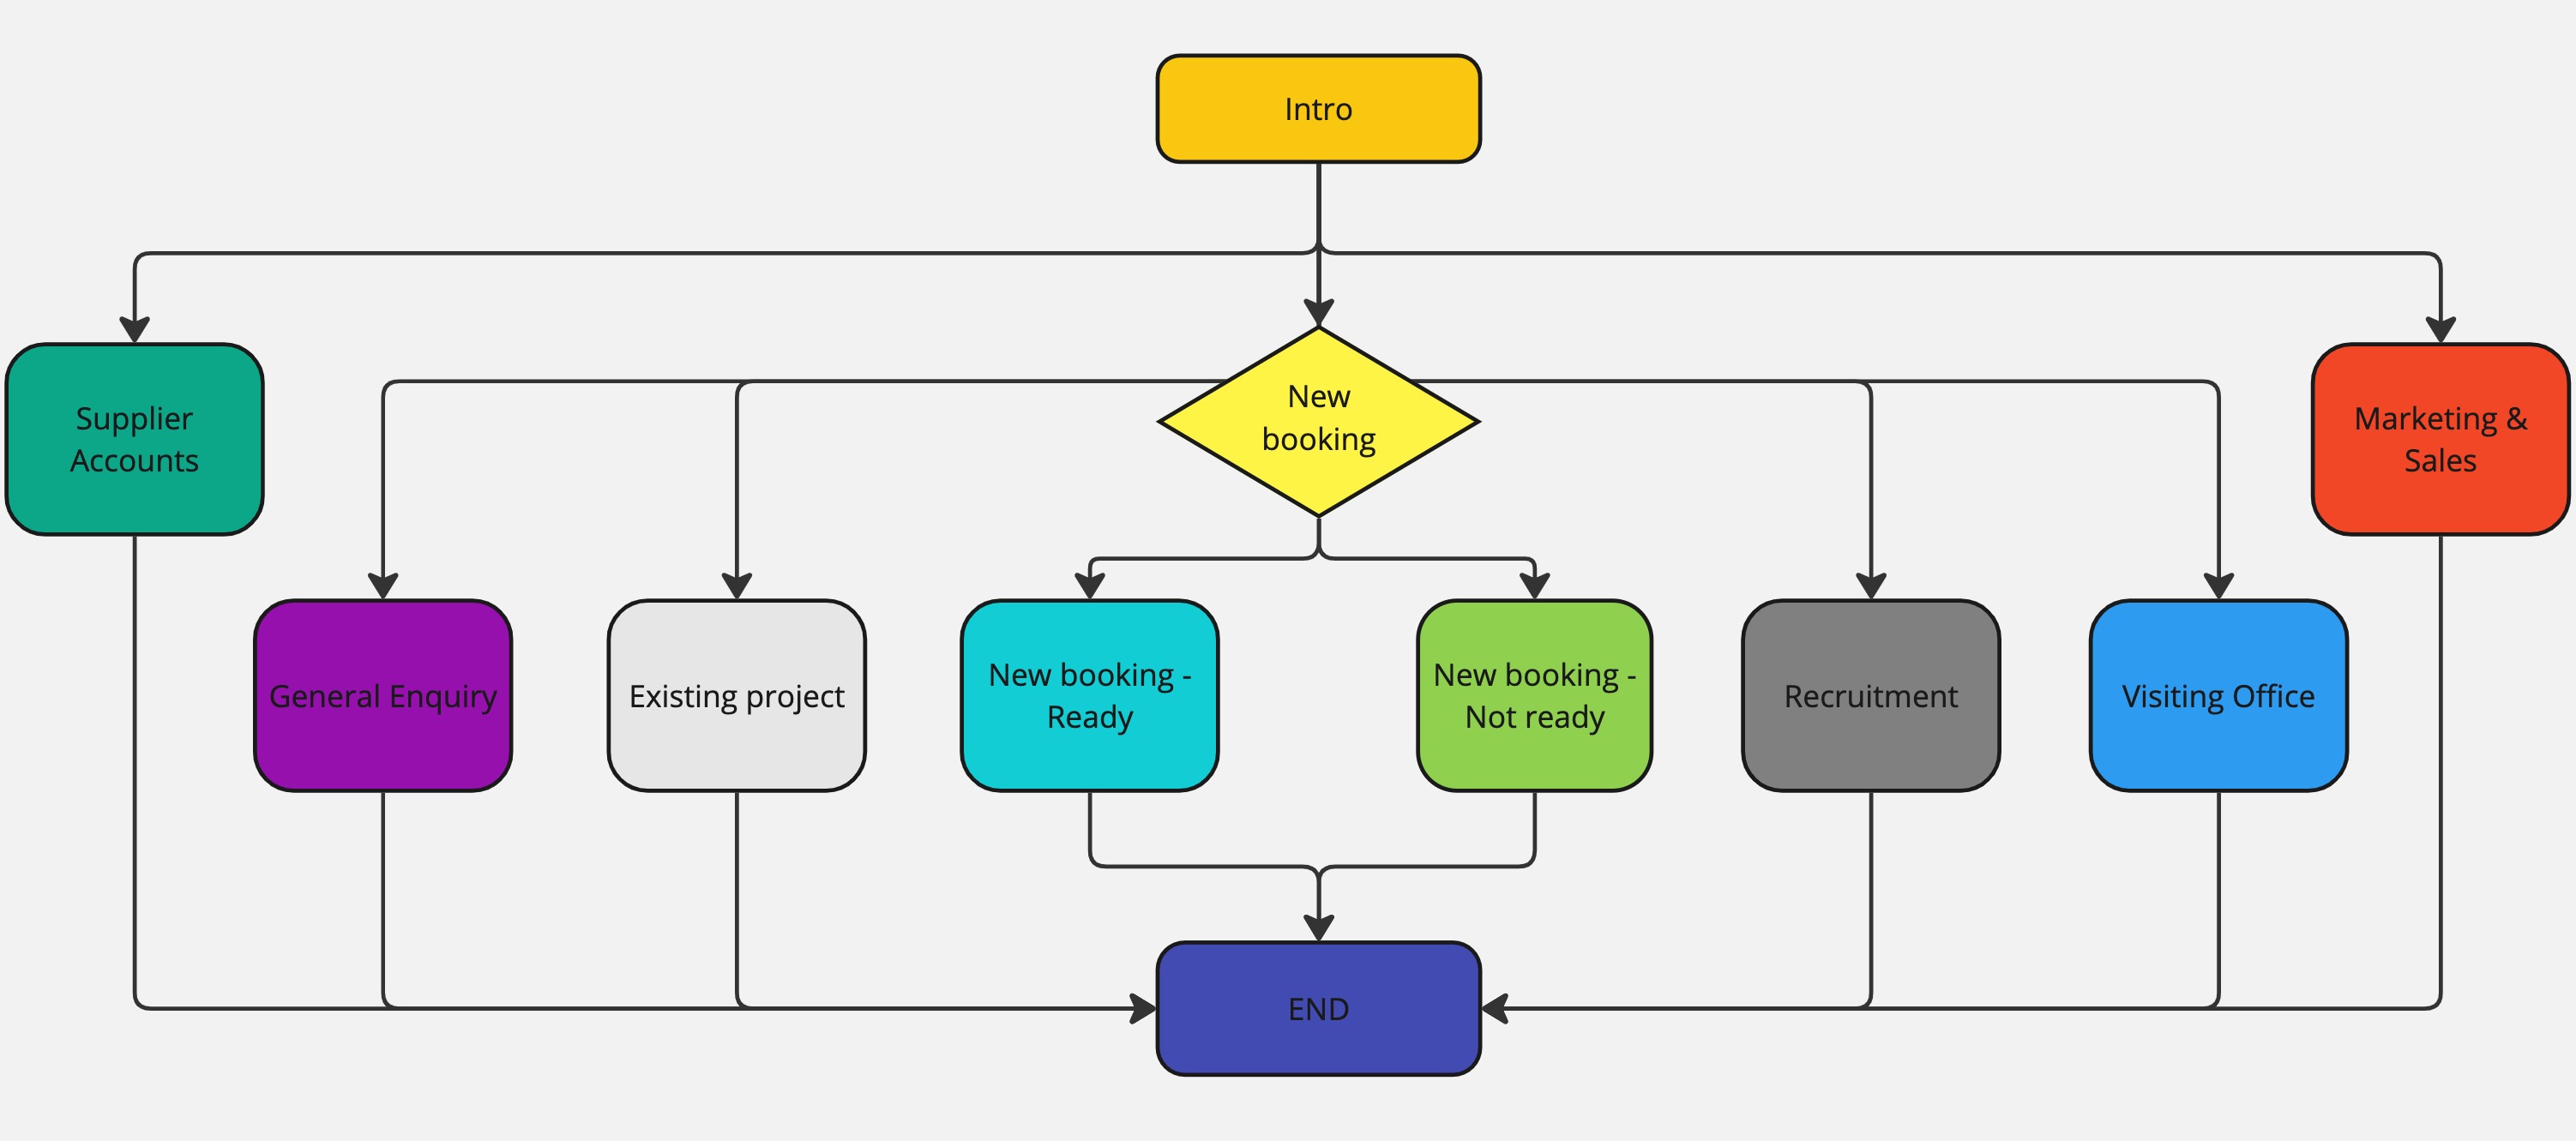 Intro
New
booking
Supplier
Accounts
Marketing &
Sales
General Enquiry
Existing project
New booking -
Ready
New booking -
Not ready
Recruitment
Visiting Office
END